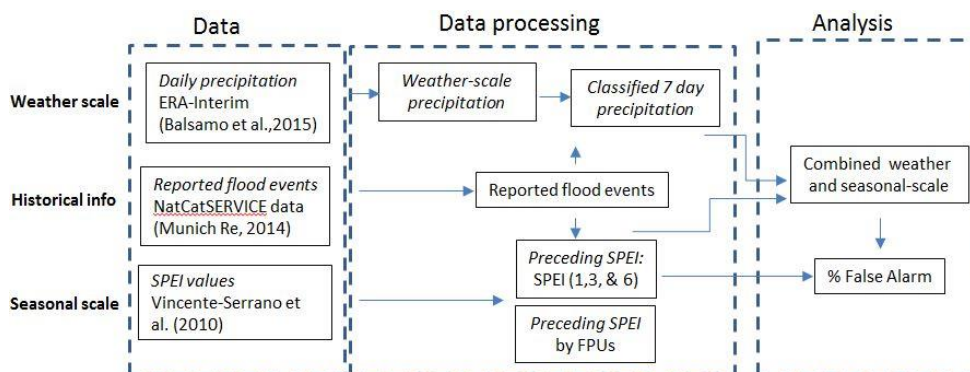 Data
Data processing
Analysis
Weather scale
Daily precipitation
ERA-Interim
(Balsamo et al.,2015)
Weather-scale
precipitation
Classified 7 day
precipitation
Historical info
Reported flood events
NatCatSERVICE data
(Munich Re, 2014)
Reported flood events
Combined weather
and seasonal-scale
Seasonal scale
SPEI values
Vincente-Serrano et
al. (2010)
Preceding SPEI:
SPEI (1,3, & 6)
Preceding SPEI
by FPUs
% False Alarm